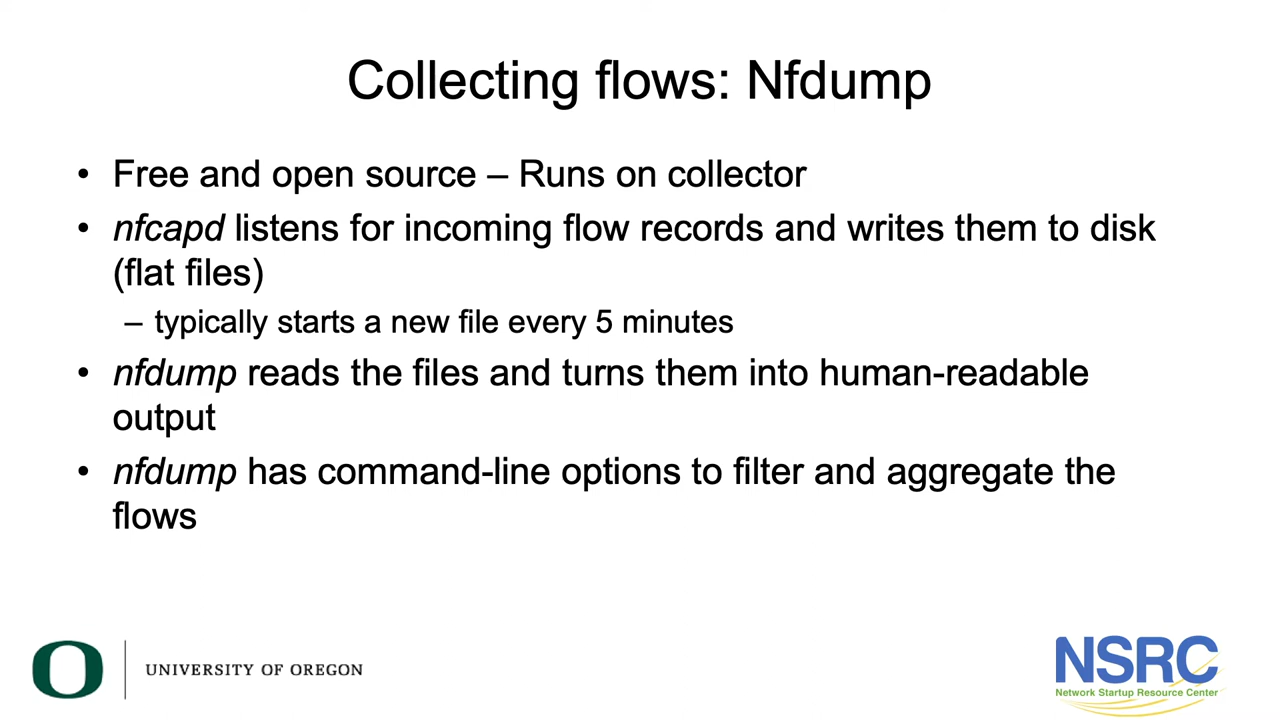 Collecting flows: Nfdump
• Free and open source – Runs on collector
• nfcapd listens for incoming flow records and writes them to disk
(flat files)
– typically starts a new file every 5 minutes
• nfdump reads the files and turns them into human-readable
output
• nfdump has command-line options to filter and aggregate the
flows
O
UNIVERSITY OF OREGON
NSRC
Network Startup Resource Center